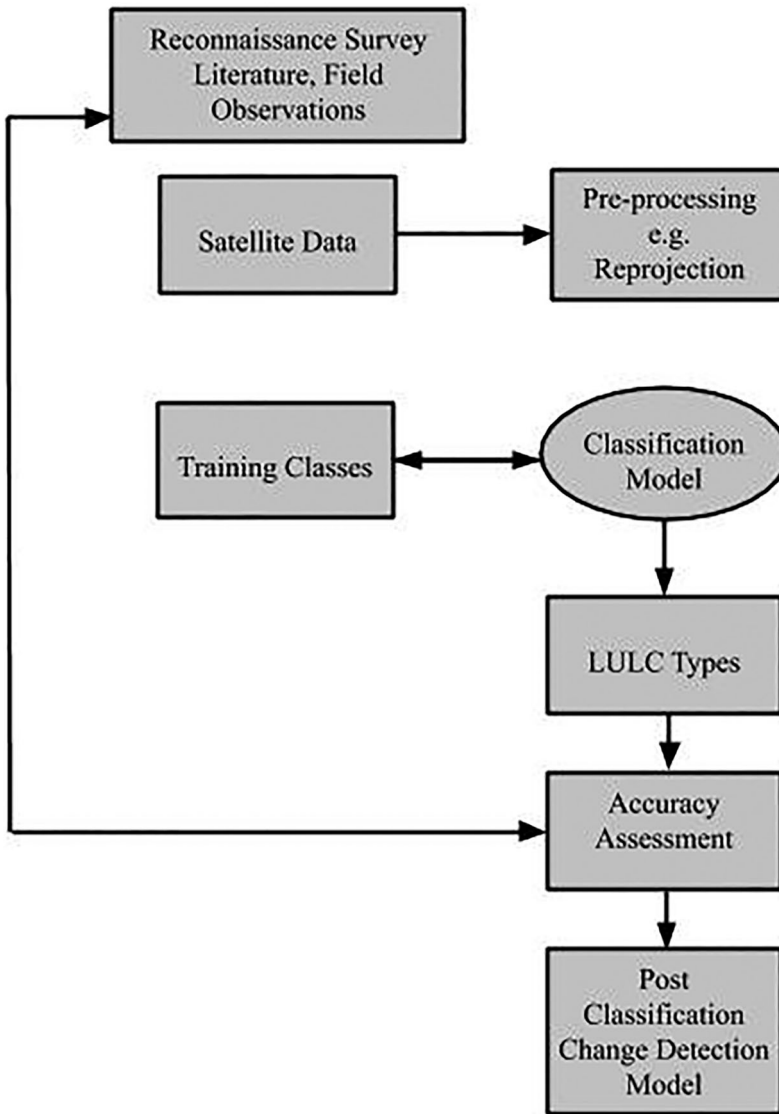 Reconnaissance Survey
Literature, Field
Observations
Satellite Data
Pre-processing
e.g.
Reprojection
Training Classes
Classification
Model
LULC Types
Accuracy
Assessment
Post
Classification
Change Detection
Model